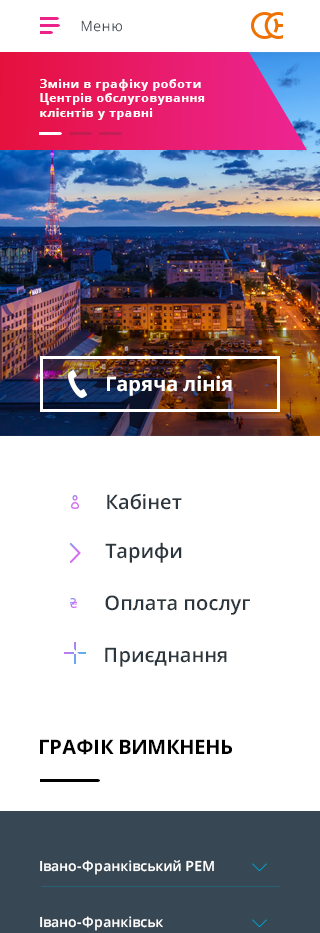 Меню
Зміни в графіку роботи
Центрів обслуговування
клієнтів у травні
Гаряча лінія
Кабінет
Тарифи
Оплата послуг
Приєднання
ГРАФІК ВИМКНЕНЬ
Івано-Франківський РЕМ
Івано-Франківськ